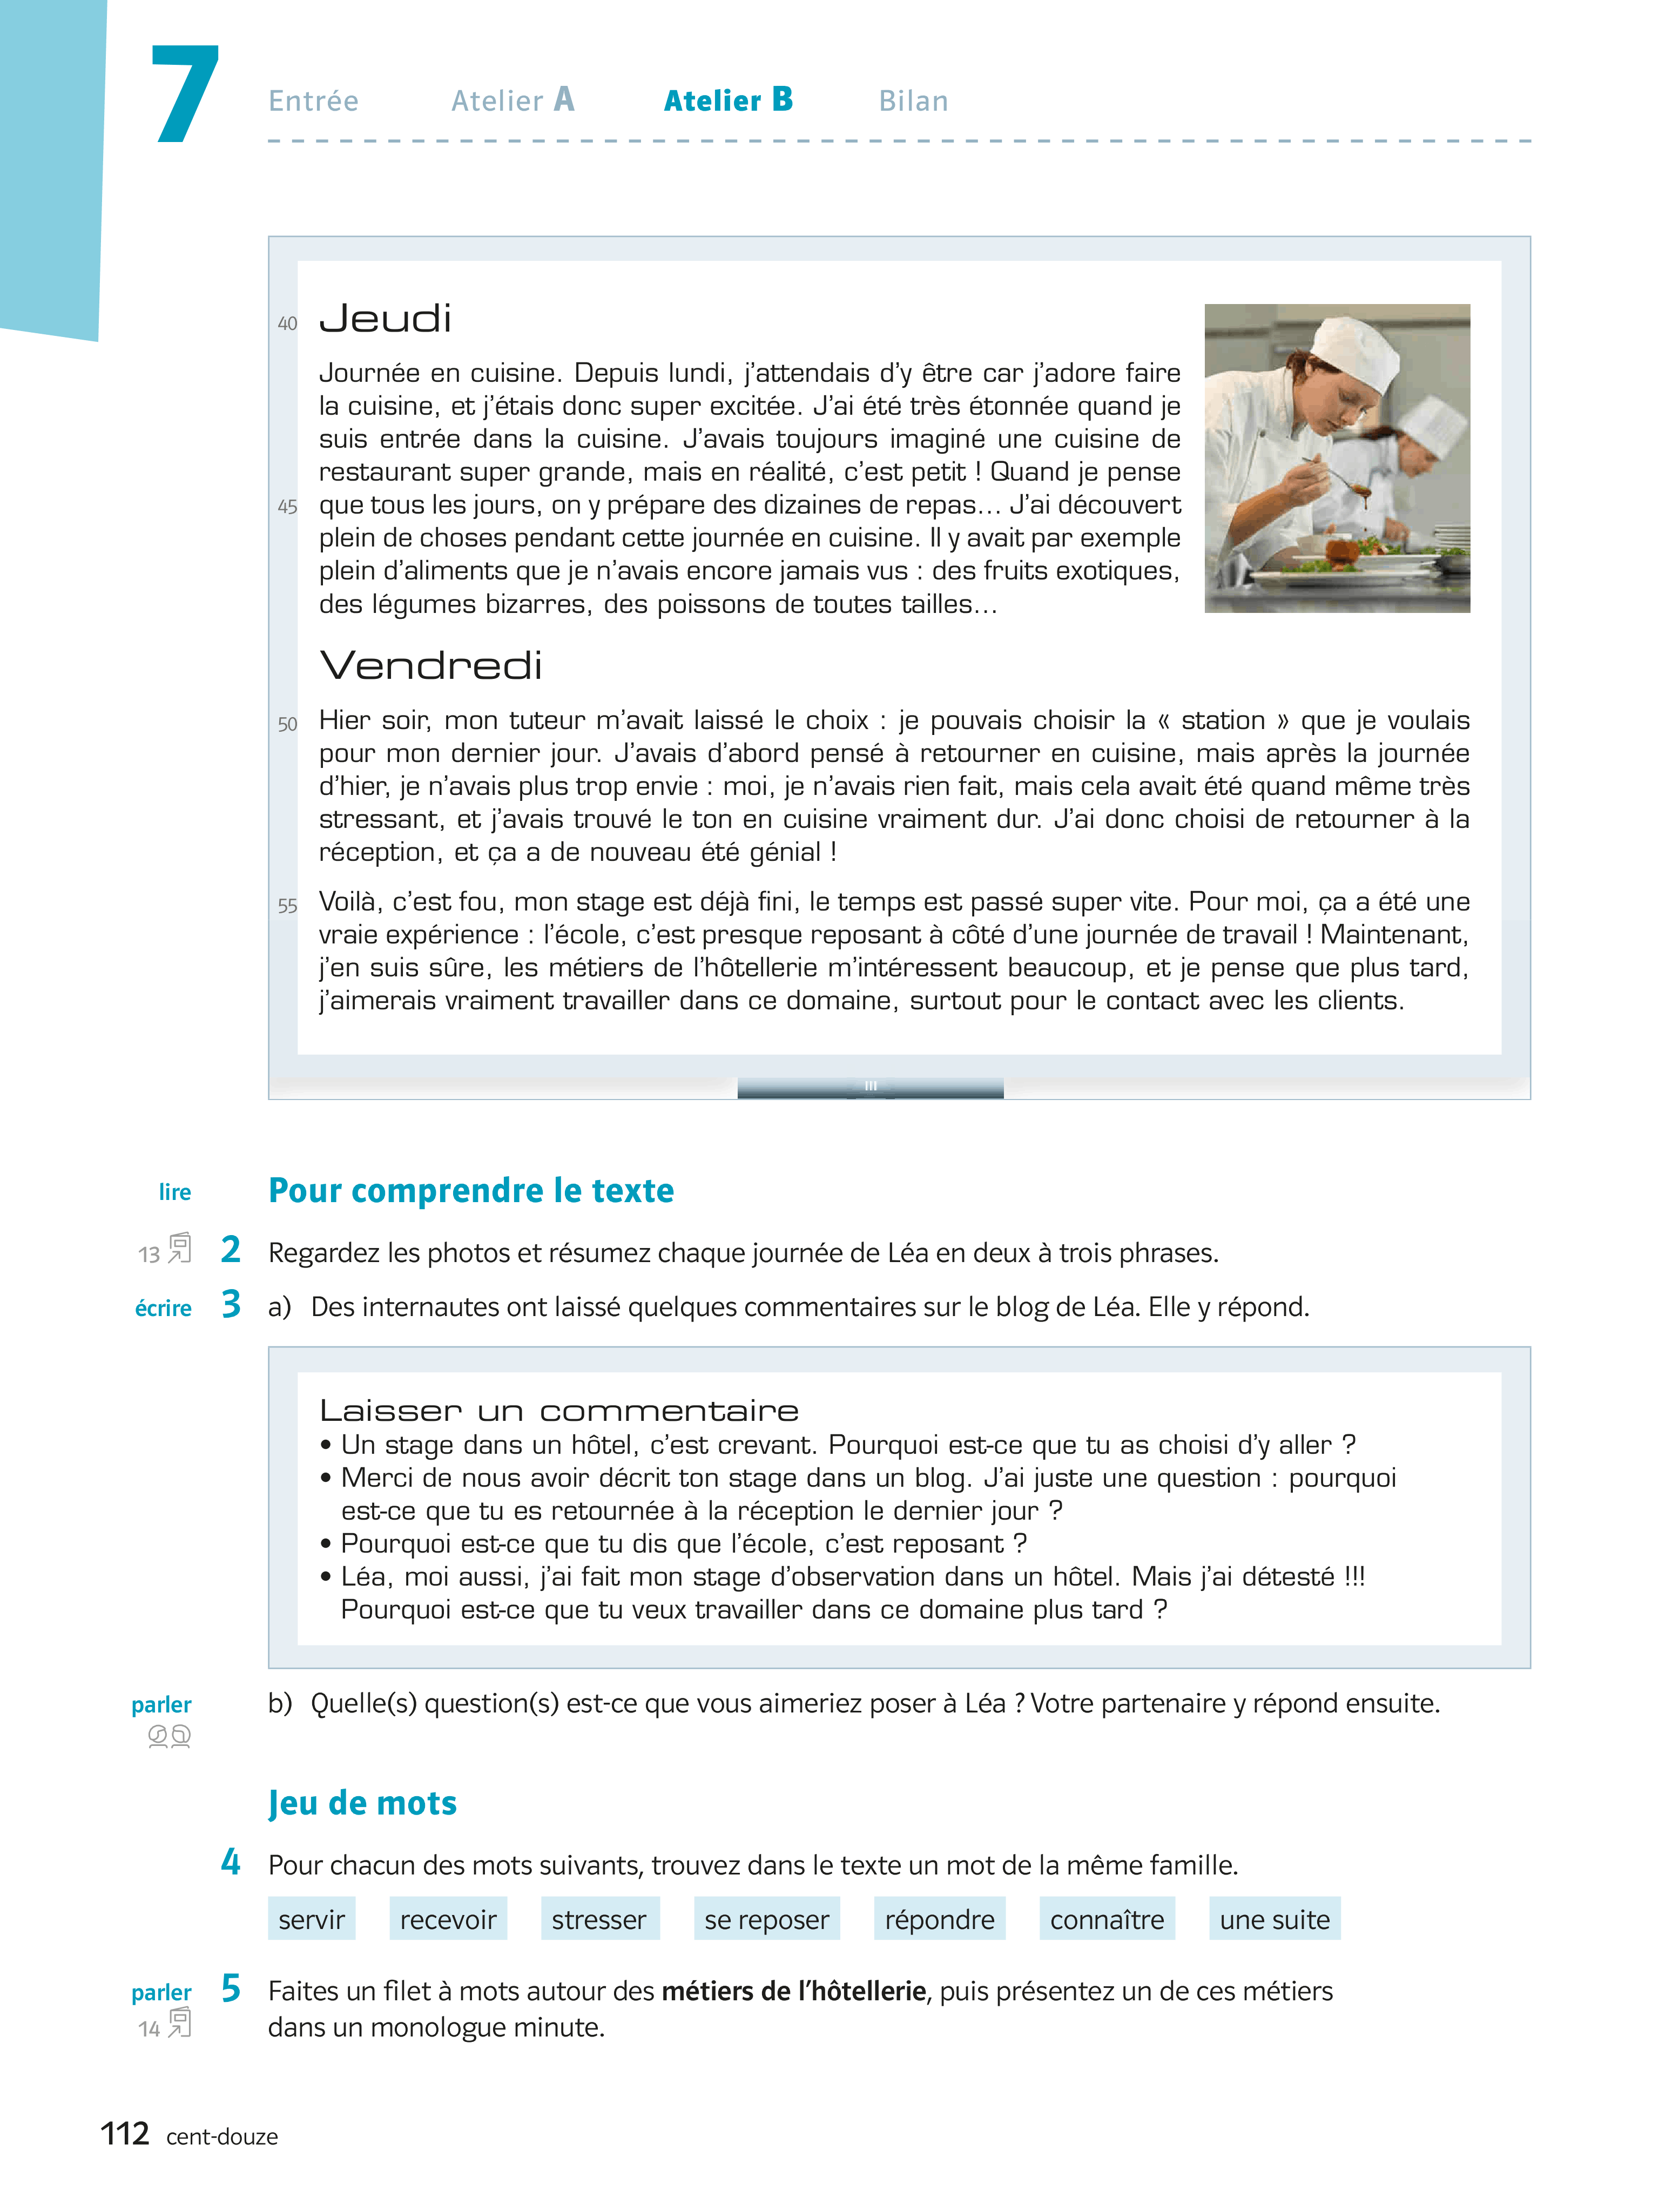 7
Entrée Atelier A Atelier B Bilan
40 Jeudi
Journée en cuisine. Depuis lundi, j'attendais d'y être car j'adore faire
la cuisine, et j'étais donc super excitée. J'ai été très étonnée quand je
suis entrée dans la cuisine. J'avais toujours imaginé une cuisine de
restaurant super grande, mais en réalité, c'est petit ! Quand je pense
45 que tous les jours, on y prépare des dizaines de repas... J'ai découvert
plein de choses pendant cette journée en cuisine. Il y avait par exemple
plein d'aliments que je n'avais encore jamais vus : des fruits exotiques,
des légumes bizarres, des poissons de toutes tailles...
Vendredi
50 Hier soir, mon tuteur m'avait laissé le choix : je pouvais choisir la « station » que je voulais
pour mon dernier jour. J'avais d'abord pensé à retourner en cuisine, mais après la journée
d'hier, je n'avais plus trop envie : moi, je n'avais rien fait, mais cela avait été quand même très
stressant, et j'avais trouvé le ton en cuisine vraiment dur. J'ai donc choisi de retourner à la
réception, et ça a de nouveau été génial !
55 Voilà, c'est fou, mon stage est déjà fini, le temps est passé super vite. Pour moi, ça a été une
vraie expérience : l'école, c'est presque reposant à côté d'une journée de travail ! Maintenant,
j'en suis sûre, les métiers de l'hôtellerie m'intéressent beaucoup, et je pense que plus tard,
j'aimerais vraiment travailler dans ce domaine, surtout pour le contact avec les clients.
lire Pour comprendre le texte
13 2 Regardez les photos et résumez chaque journée de Léa en deux à trois phrases.
écrire 3 a) Des internautes ont laissé quelques commentaires sur le blog de Léa. Elle y répond.
Laisser un commentaire
• Un stage dans un hôtel, c'est crevant. Pourquoi est-ce que tu as choisi d'y aller ?
• Merci de nous avoir décrit ton stage dans un blog. J'ai juste une question : pourquoi
est-ce que tu es retournée à la réception le dernier jour ?
• Pourquoi est-ce que tu dis que l'école, c'est reposant ?
• Léa, moi aussi, j'ai fait mon stage d'observation dans un hôtel. Mais j'ai détesté !!!
Pourquoi est-ce que tu veux travailler dans ce domaine plus tard ?
parler b) Quelle(s) question(s) est-ce que vous aimeriez poser à Léa ? Votre partenaire y répond ensuite.
Jeu de mots
4 Pour chacun des mots suivants, trouvez dans le texte un mot de la même famille.
servir recevoir stresser se reposer répondre connaître une suite
parler 5 Faites un filet à mots autour des métiers de l'hôtellerie, puis présentez un de ces métiers
14 dans un monologue minute.
112 cent-douze